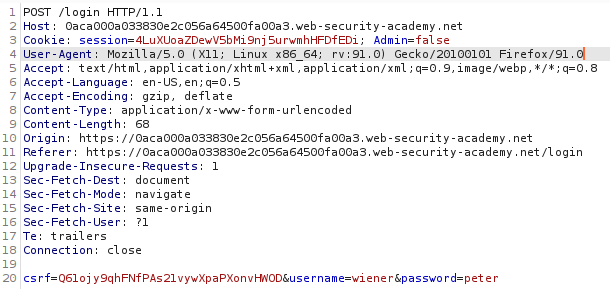 1 POST /login HTTP/1.1
2 Host: 0aca000a033830e2c056a64500fa00a3.web-security-academy.net
3 Cookie: session=4LuXUoaZDewV5bMi9nj5urwmhHFDfEDi; Admin=false
4 User-Agent: Mozilla/5.0 (X11; Linux x86_64; rv:91.0) Gecko/20100101 Firefox/91.0
5 Accept: text/html,application/xhtml+xml,application/xml;q=0.9,image/webp,*/*;q=0.8
6 Accept-Language: en-US,en;q=0.5
7 Accept-Encoding: gzip, deflate
8 Content-Type: application/x-www-form-urlencoded
9 Content-Length: 68
10 Origin: https://0aca000a033830e2c056a64500fa00a3.web-security-academy.net
11 Referer: https://0aca000a033830e2c056a64500fa00a3.web-security-academy.net/login
12 Upgrade-Insecure-Requests: 1
13 Sec-Fetch-Dest: document
14 Sec-Fetch-Mode: navigate
15 Sec-Fetch-Site: same-origin
16 Sec-Fetch-User: ?1
17 Te: trailers
18 Connection: close
19
20 csrf=Q61ojy9qhFNfPAs21vywXpaPXonvHWOD&username=wiener&password=peter